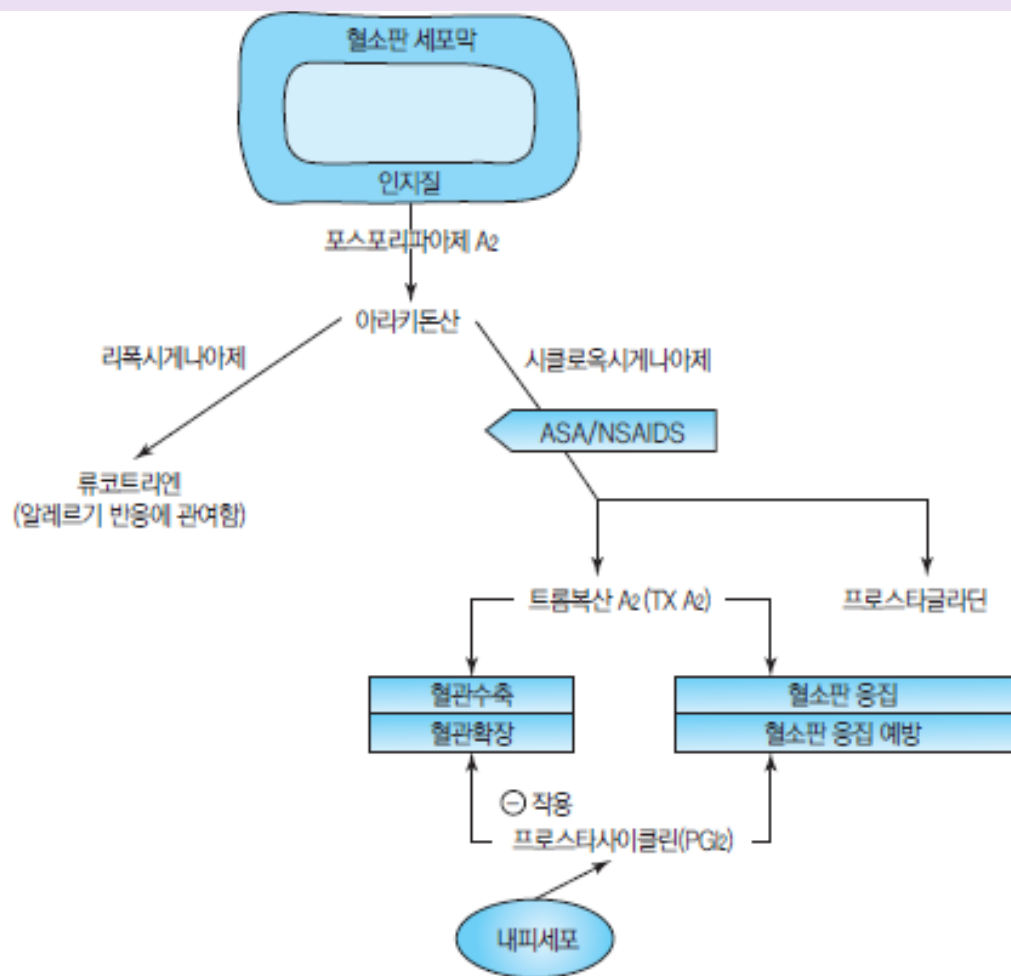 혈소판 세포막
인지질
포스포리파아제 A2
아라키돈산
리폭시게나아제
시클로옥시게나아제
ASA/NSAIDS
류코트리엔
(알레르기 반응에 관여함)
트롬복산 A2 (TX A2)
프로스타글라딘
혈관수축
혈소판 응집
혈관확장
혈소판 응집 예방
⊖ 작용
프로스타사이클린(PGI2)
내피세포